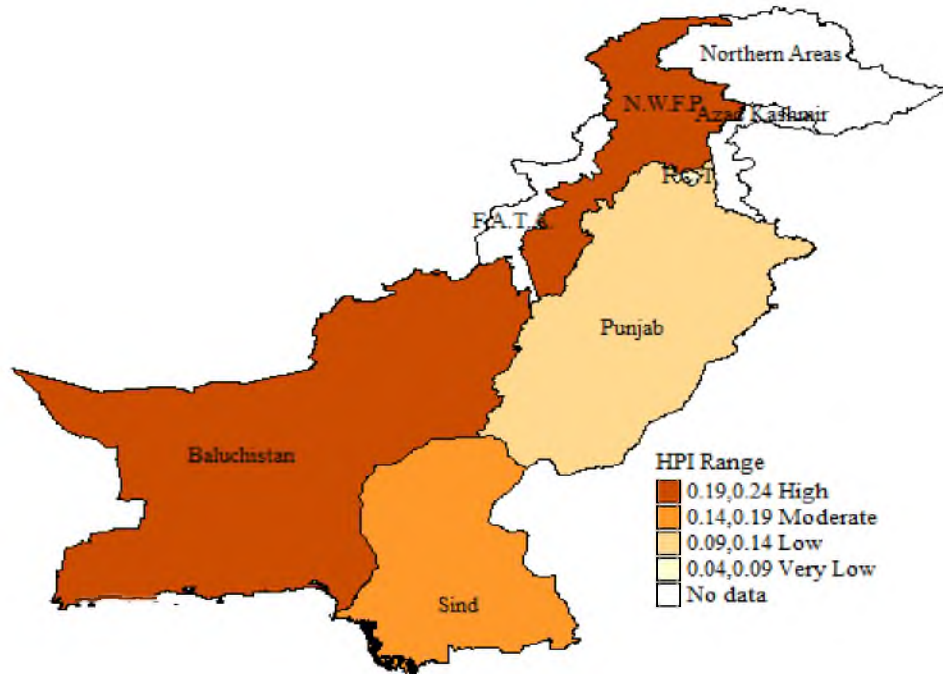 Northern Areas
N.W.F.P.
Azad Kashmir
F.A.T.A.
Punjab
Baluchistan
Sind
HPI Range
0.19,0.24 High
0.14,0.19 Moderate
0.09,0.14 Low
0.04,0.09 Very Low
No data